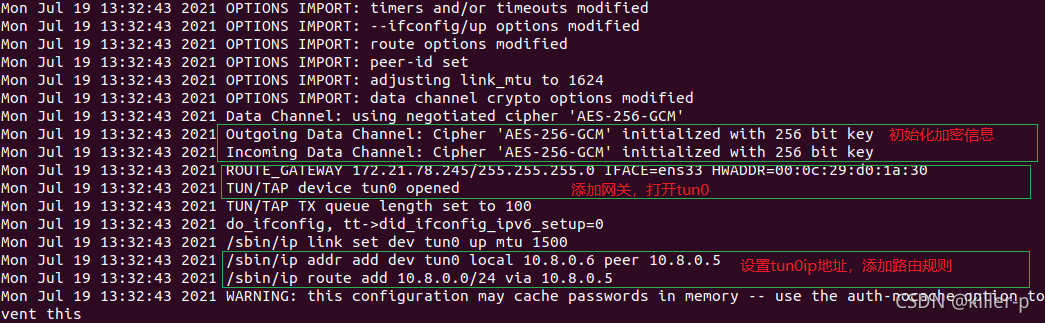 Mon Jul 19 13:32:43 2021 OPTIONS IMPORT: timers and/or timeouts modified
Mon Jul 19 13:32:43 2021 OPTIONS IMPORT: --ifconfig/up options modified
Mon Jul 19 13:32:43 2021 OPTIONS IMPORT: route options modified
Mon Jul 19 13:32:43 2021 OPTIONS IMPORT: peer-id set
Mon Jul 19 13:32:43 2021 OPTIONS IMPORT: adjusting link_mtu to 1624
Mon Jul 19 13:32:43 2021 OPTIONS IMPORT: data channel crypto options modified
Mon Jul 19 13:32:43 2021 Data Channel: using negotiated cipher 'AES-256-GCM'
Mon Jul 19 13:32:43 2021 Outgoing Data Channel: Cipher 'AES-256-GCM' initialized with 256 bit key 初始化加密信息
Mon Jul 19 13:32:43 2021 Incoming Data Channel: Cipher 'AES-256-GCM' initialized with 256 bit key
Mon Jul 19 13:32:43 2021 ROUTE_GATEWAY 172.21.78.245/255.255.255.0 IFACE=ens33 HWADDR=00:0c:29:d0:1a:30
Mon Jul 19 13:32:43 2021 TUN/TAP device tun0 opened 添加网关，打开tun0
Mon Jul 19 13:32:43 2021 TUN/TAP TX queue length set to 100
Mon Jul 19 13:32:43 2021 do_ifconfig, tt->did_ifconfig_ipv6_setup=0
Mon Jul 19 13:32:43 2021 /sbin/ip link set dev tun0 up mtu 1500
Mon Jul 19 13:32:43 2021 /sbin/ip addr add dev tun0 local 10.8.0.6 peer 10.8.0.5 设置tun0ip地址，添加路由规则
Mon Jul 19 13:32:43 2021 /sbin/ip route add 10.8.0.0/24 via 10.8.0.5
Mon Jul 19 13:32:43 2021 WARNING: this configuration may cache passwords in memory -- use the auth-nocache option to
vent this
CSDN @killer-p